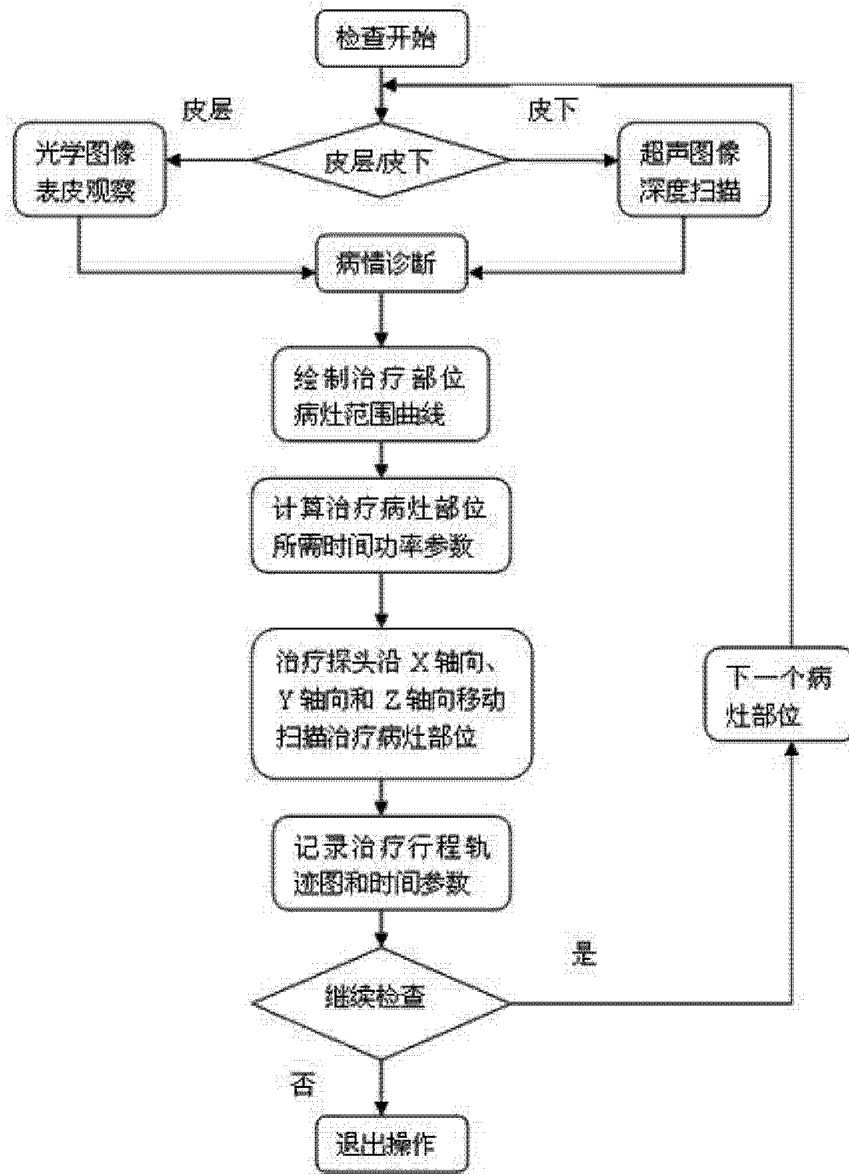 检查开始
皮层
皮下
光学图像
表皮观察
皮层/皮下
超声图像
深度扫描
病情诊断
绘制治疗部位
病灶范围曲线
计算治疗病灶部位
所需时间功率参数
治疗探头沿 X 轴向、
Y 轴向和 Z 轴向移动
扫描治疗病灶部位
下一个病
灶部位
记录治疗行程轨
迹图和时间参数
是
继续检查
否
退出操作